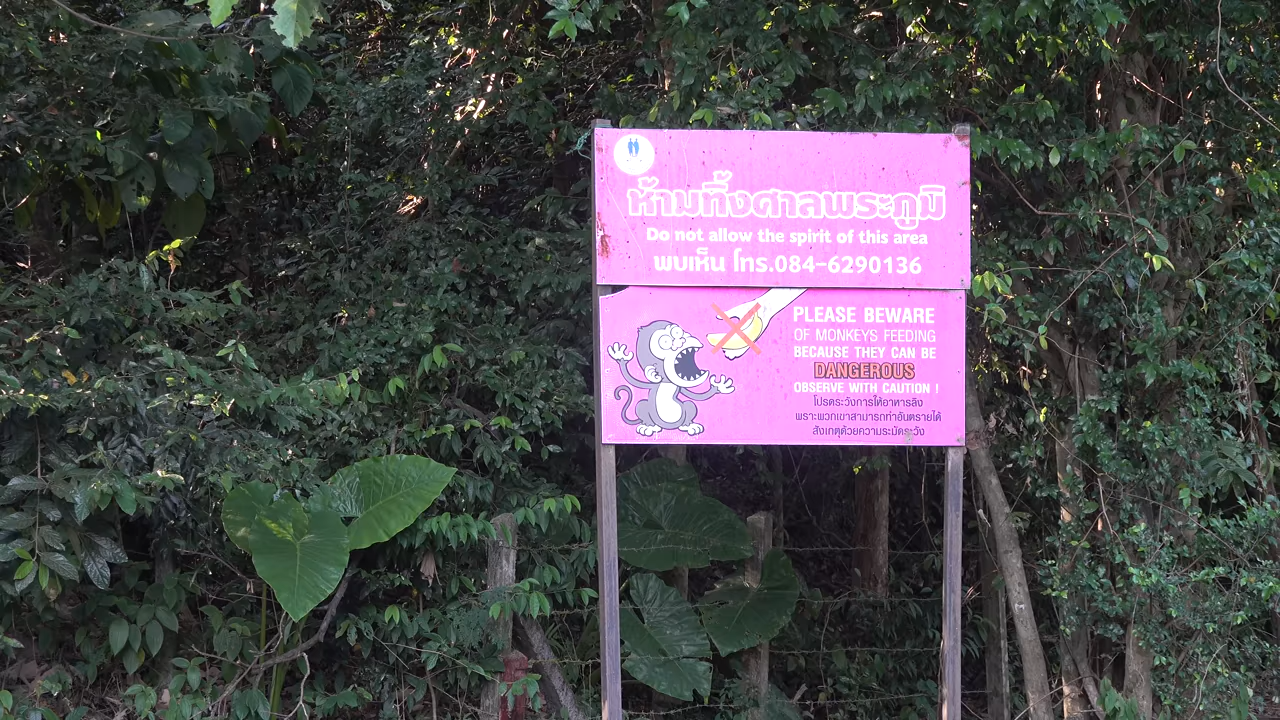 ห้ามทิ้งศาลพระภูมิ
Do not allow the spirit of this area
พบเห็น โทร.084-6290136
PLEASE BEWARE
OF MONKEYS FEEDING
BECAUSE THEY CAN BE
DANGEROUS
OBSERVE WITH CAUTION !
โปรดระวังการให้อาหารลิง
เพราะพวกเขาสามารถทำอันตรายได้
สังเกตุด้วยความระมัดระวัง